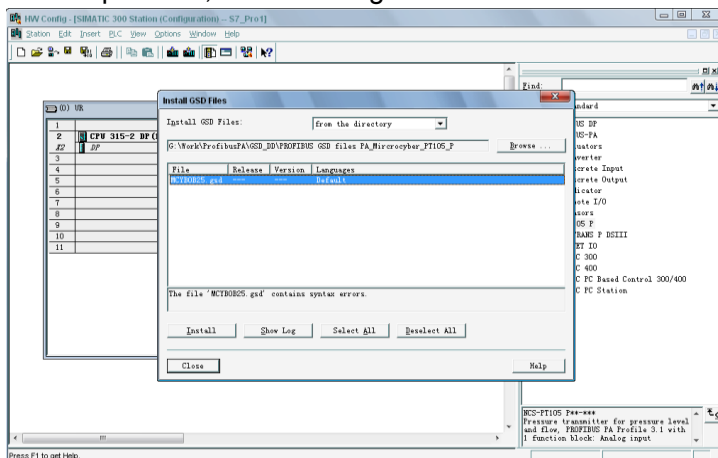 HW Config - [SIMATIC 300 Station (Configuration) -- S7_Pro1]
Station Edit Insert PLC View Options Window Help
Find:
Install GSD Files
(0) UR
Install GSD Files: from the directory
1
2 CPU 315-2 DP(
X2 DP
3
4
5
6
7
8
9
10
11
G:\Work\ProfibusPA\GSD_DD\PROFIBUS GSD files PA_Mircrocyber_PT105_P Browse ...
File Release Version Languages
MCYB0B25.gsd --- --- Default
The file 'MCYB0B25.gsd' contains syntax errors.
Install Show Log Select All Deselect All
Close Help
ndard
US DP
US-PA
uators
verter
screte Input
screte Output
dicator
ote I/O
nsors
05 P
TRANS P DSIII
ET IO
C 300
C 400
C PC Based Control 300/400
C PC Station
NCS-PT105 P**-***
Pressure transmitter for pressure level
and flow, PROFIBUS PA Profile 3.1 with
1 function block: Analog input
Press F1 to get Help.